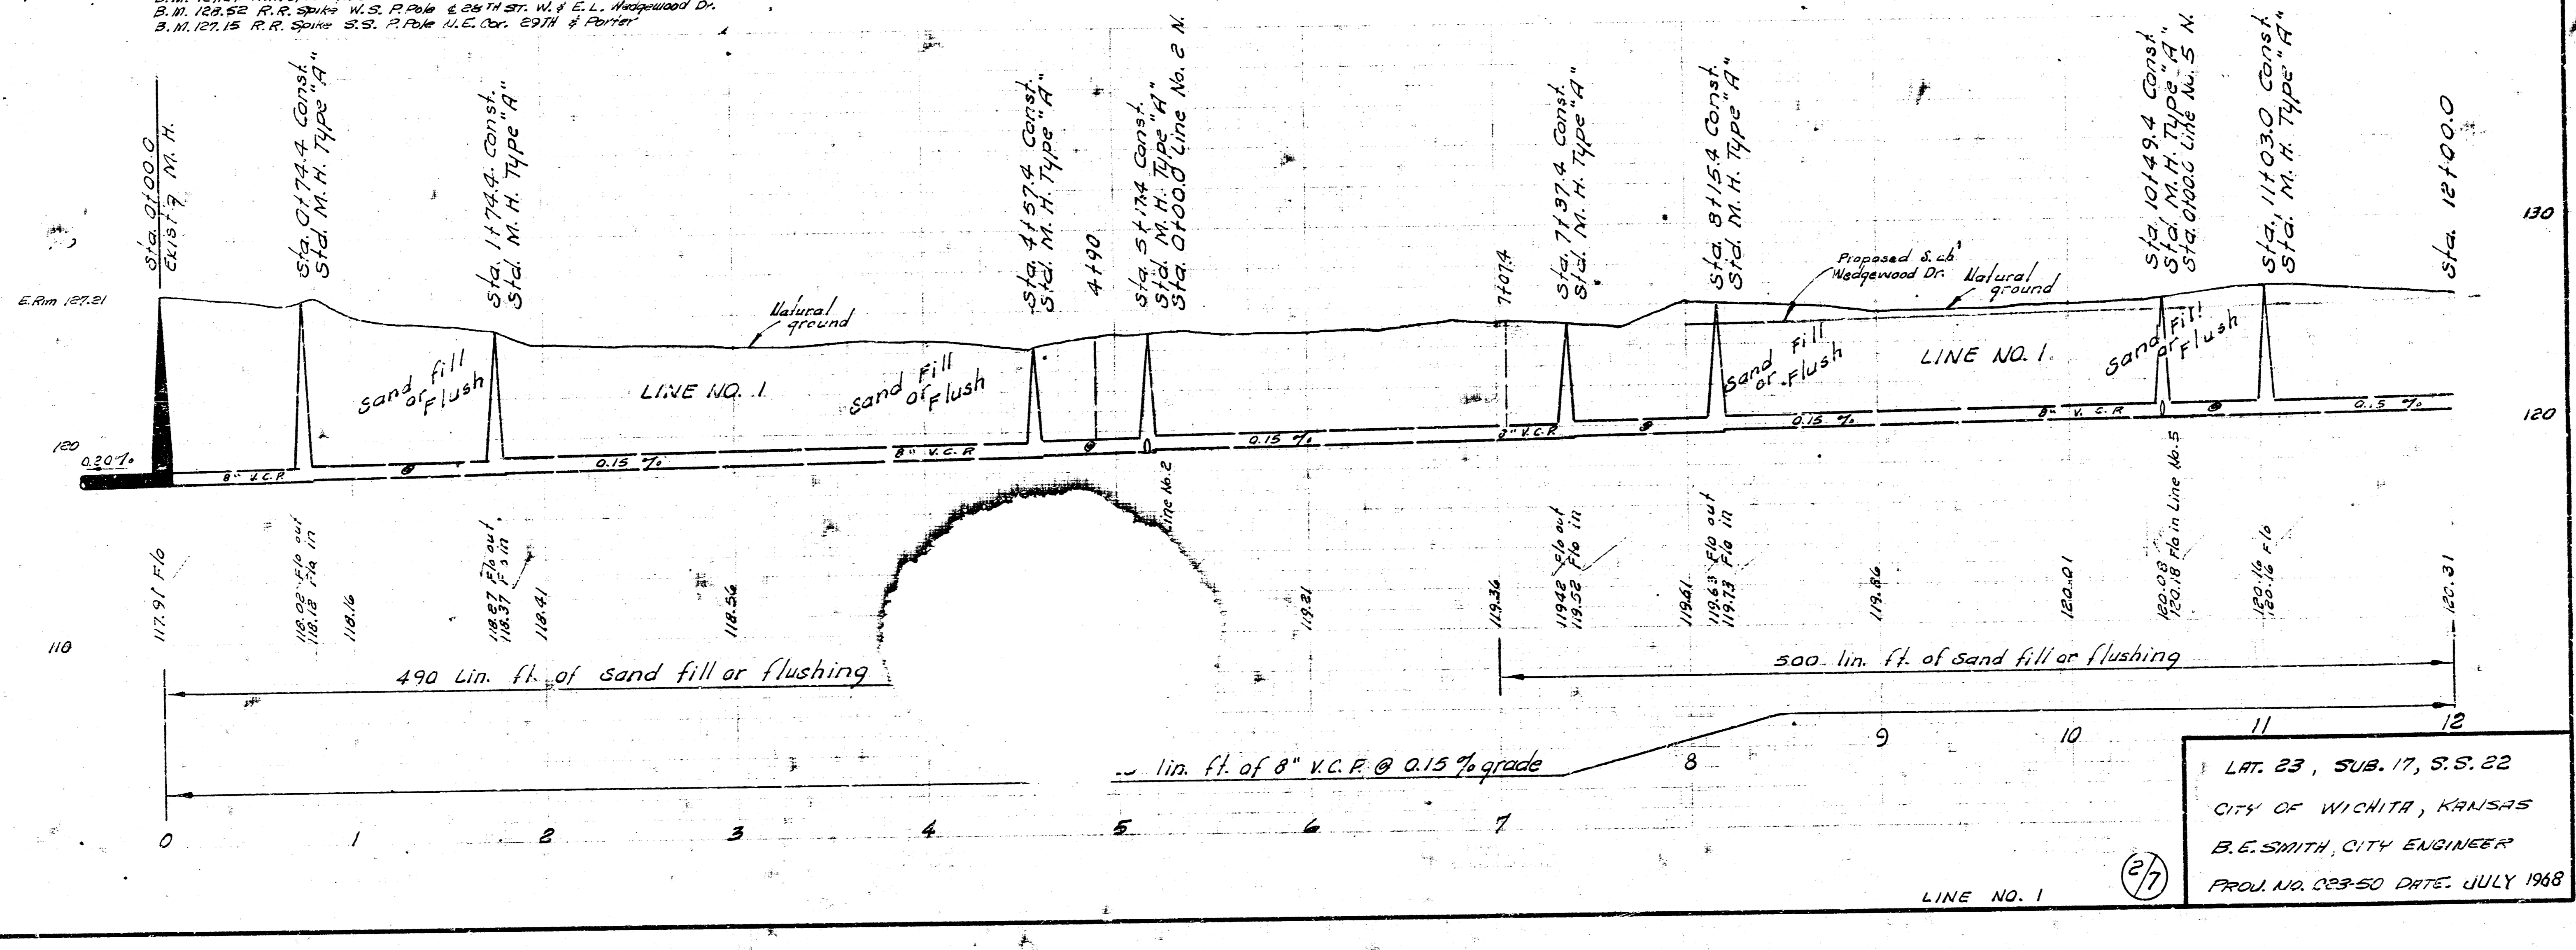 B.M. 128.52 R.R. Spike W.S. P.Pole ℄ 26TH ST. W. & E.L. Wedgewood Dr.
B.M. 127.15 R.R. Spike S.S. P.Pole N.E. Cor. 29TH & Porter
Sta. 0+00.0
Exist'g M.H.
Sta. 0+74.4 Const.
Std. M.H. Type "A"
Sta. 1+74.4 Const.
Std. M.H. Type "A"
Sta. 4+57.4 Const.
Std. M.H. Type "A"
4+90
Sta. 5+17.4 Const.
Std. M.H. Type "A"
Sta. 0+00.0 Line No. 2 N.
7+07.4
Sta. 7+37.4 Const.
Std. M.H. Type "A"
Sta. 8+15.4 Const.
Std. M.H. Type "A"
Sta. 10+49.4 Const.
Std. M.H. Type "A"
Sta. 0+00.0 Line No. 5 N.
Sta. 11+03.0 Const.
Std. M.H. Type "A"
Sta. 12+00.0
130
E.Rim 127.21
Natural
ground
Proposed S. cb'
Wedgewood Dr.
Natural
ground
Sand fill
or Flush
LINE NO. 1
Sand Fill
or Flush
Sand Fill
or Flush
LINE NO. 1.
Sand Fill
or Flush
120
0.20%
8" V.C.P.
0.15 %
8" V.C.P.
0.15 %
8" V.C.P.
0.15 %
8" V.C.P.
0.15 %
120
Line No. 2
Line No. 5
110
117.91 Flo
118.02 Flo out
118.12 Flo in
118.16
118.27 Flo out
118.37 F in
118.41
118.56
119.21
119.36
119.42 Flo out
119.52 Flo in
119.61
119.63 Flo out
119.73 Flo in
119.86
120.01
120.08
120.18 Flo in Line No. 5
120.16 Flo
120.16
120.31
490 Lin. ft. of sand fill or flushing
500 lin. ft. of sand fill or flushing
lin. ft. of 8" V.C.P. @ 0.15 % grade
0 1 2 3 4 5 6 7 8 9 10 11 12
LAT. 23, SUB. 17, S.S. 22
CITY OF WICHITA, KANSAS
B.E. SMITH, CITY ENGINEER
PROJ. NO. C23-50 DATE. JULY 1968
2/7
LINE NO. 1